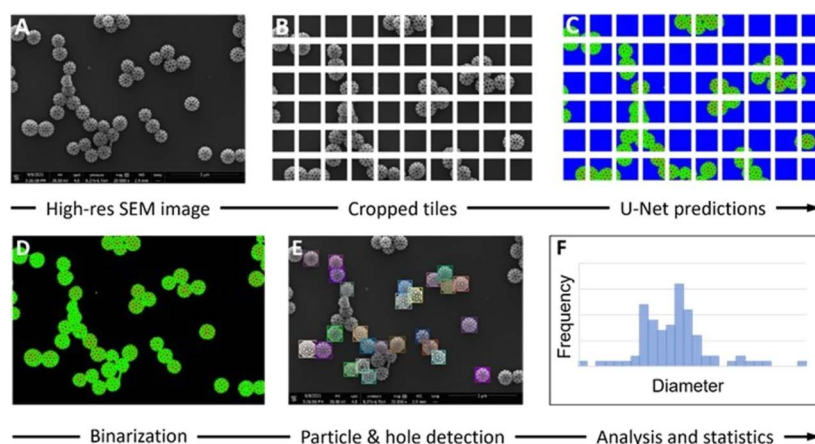 A
B
C
High-res SEM image
Cropped tiles
U-Net predictions
D
E
F
Frequency
Diameter
Binarization
Particle & hole detection
Analysis and statistics